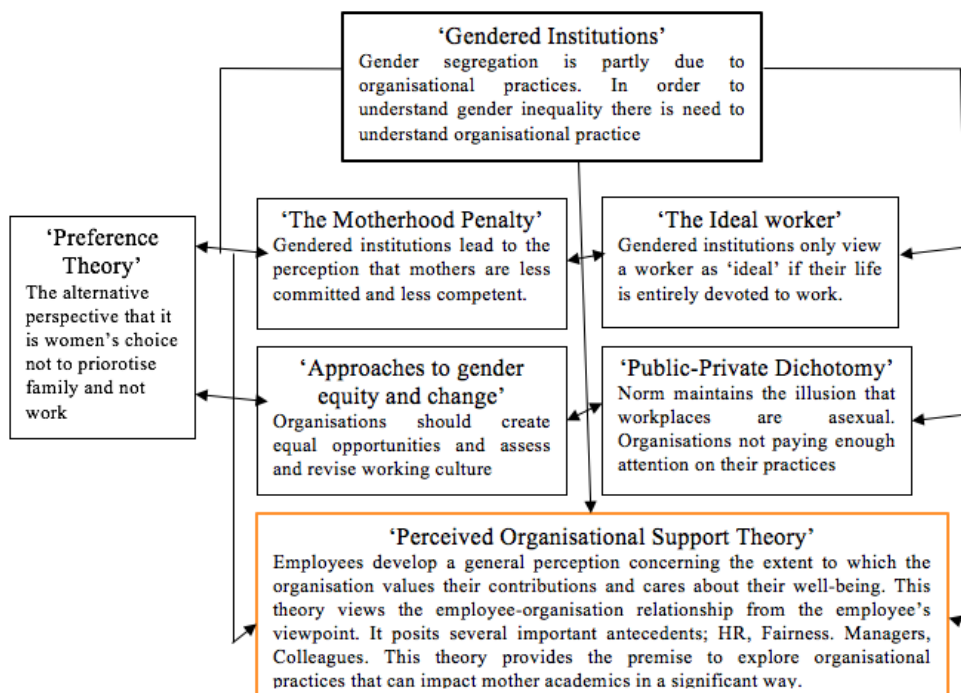 ‘Gendered Institutions’
Gender segregation is partly due to
organisational practices. In order to
understand gender inequality there is need to
understand organisational practice
‘Preference
Theory’
The alternative
perspective that it
is women’s choice
not to priorotise
family and not
work
‘The Motherhood Penalty’
Gendered institutions lead to the
perception that mothers are less
committed and less competent.
‘The Ideal worker’
Gendered institutions only view
a worker as ‘ideal’ if their life
is entirely devoted to work.
‘Approaches to gender
equity and change’
Organisations should create
equal opportunities and assess
and revise working culture
‘Public-Private Dichotomy’
Norm maintains the illusion that
workplaces are asexual.
Organisations not paying enough
attention on their practices
‘Perceived Organisational Support Theory’
Employees develop a general perception concerning the extent to which the
organisation values their contributions and cares about their well-being. This
theory views the employee-organisation relationship from the employee’s
viewpoint. It posits several important antecedents; HR, Fairness. Managers,
Colleagues. This theory provides the premise to explore organisational
practices that can impact mother academics in a significant way.